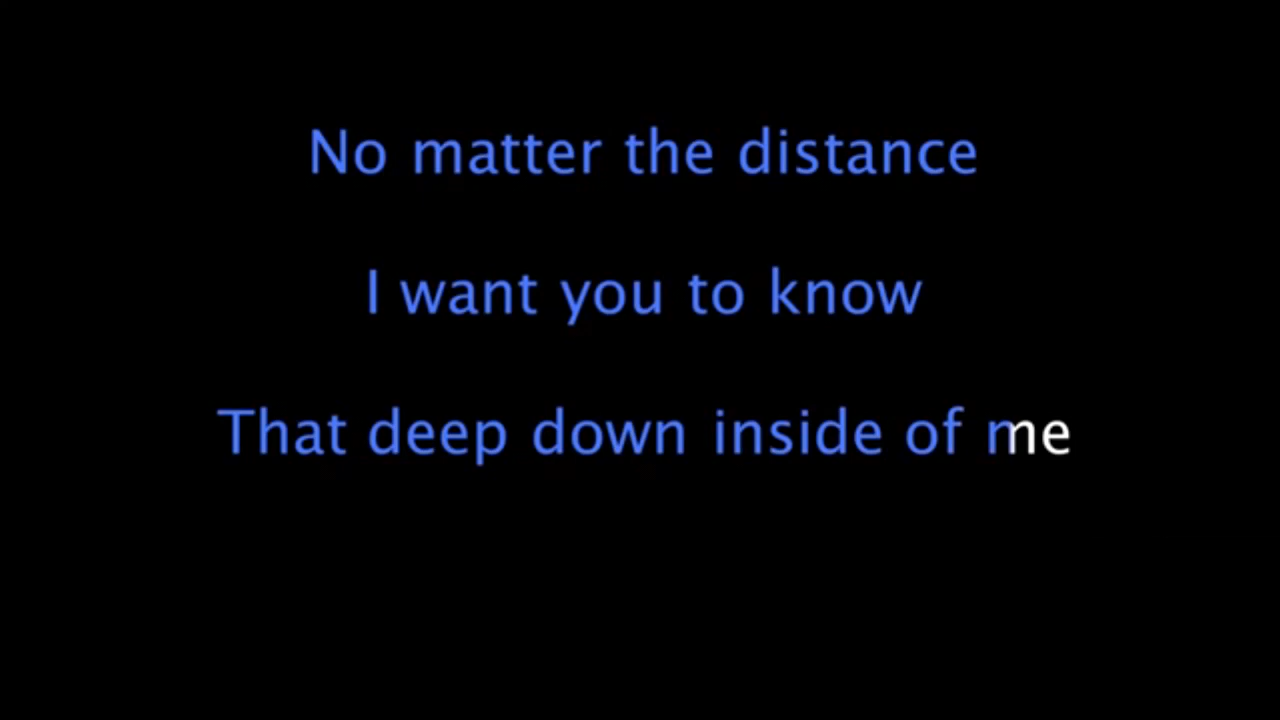 No matter the distance
I want you to know
That deep down inside of me